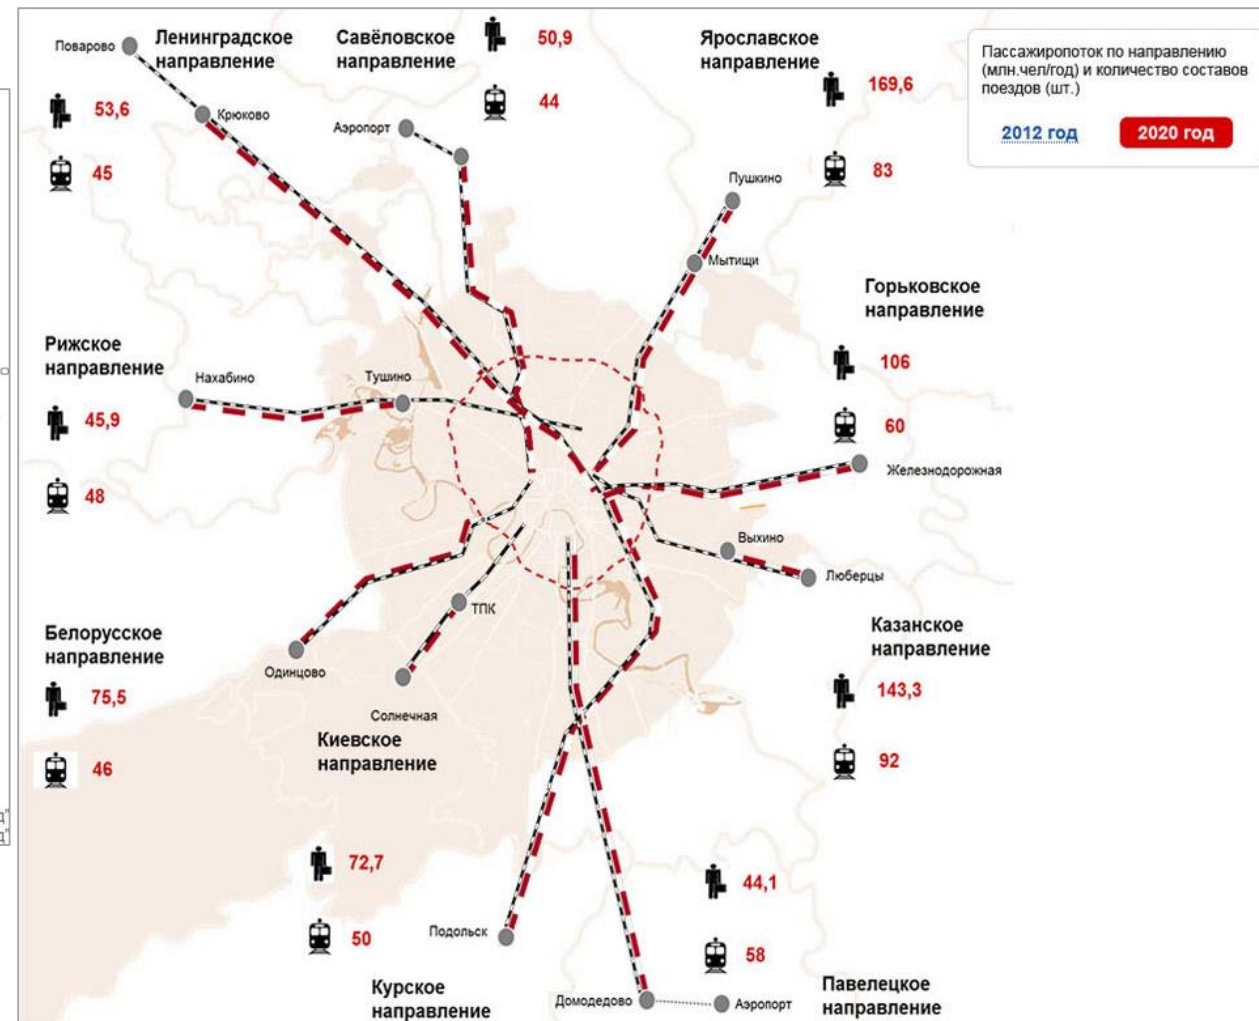 Поварово
Ленинградское
направление
53,6
45
Крюково
Савёловское
направление
50,9
44
Аэропорт
Ярославское
направление
169,6
83
Пассажиропоток по направлению
(млн.чел/год) и количество составов
поездов (шт.)
2012 год
2020 год
Пушкино
Мытищи
Горьковское
направление
106
60
Железнодорожная
Рижское
направление
45,9
48
Нахабино
Тушино
Выхино
Люберцы
Казанское
направление
143,3
92
Белорусское
направление
75,5
46
Одинцово
ТПК
Солнечная
Киевское
направление
72,7
50
Подольск
Курское
направление
44,1
58
Домодедово
Аэропорт
Павелецкое
направление